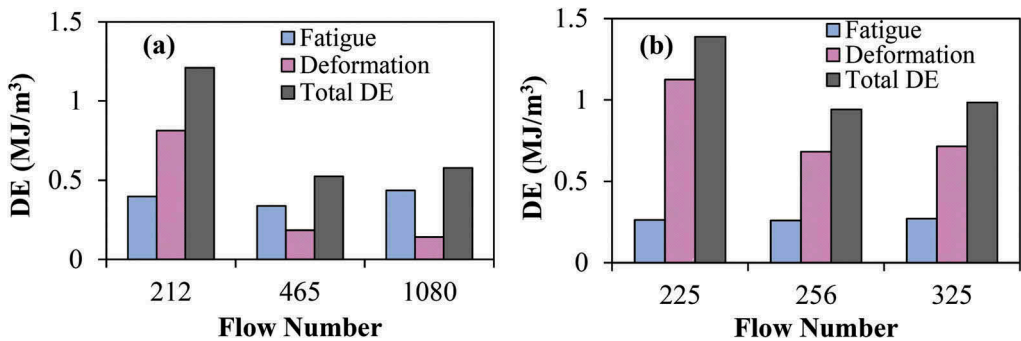 1.5
(a)
Fatigue
Deformation
Total DE
1
0.5
0
DE (MJ/m³)
212 465 1080
Flow Number
1.5
(b)
Fatigue
Deformation
Total DE
1
0.5
0
DE (MJ/m³)
225 256 325
Flow Number